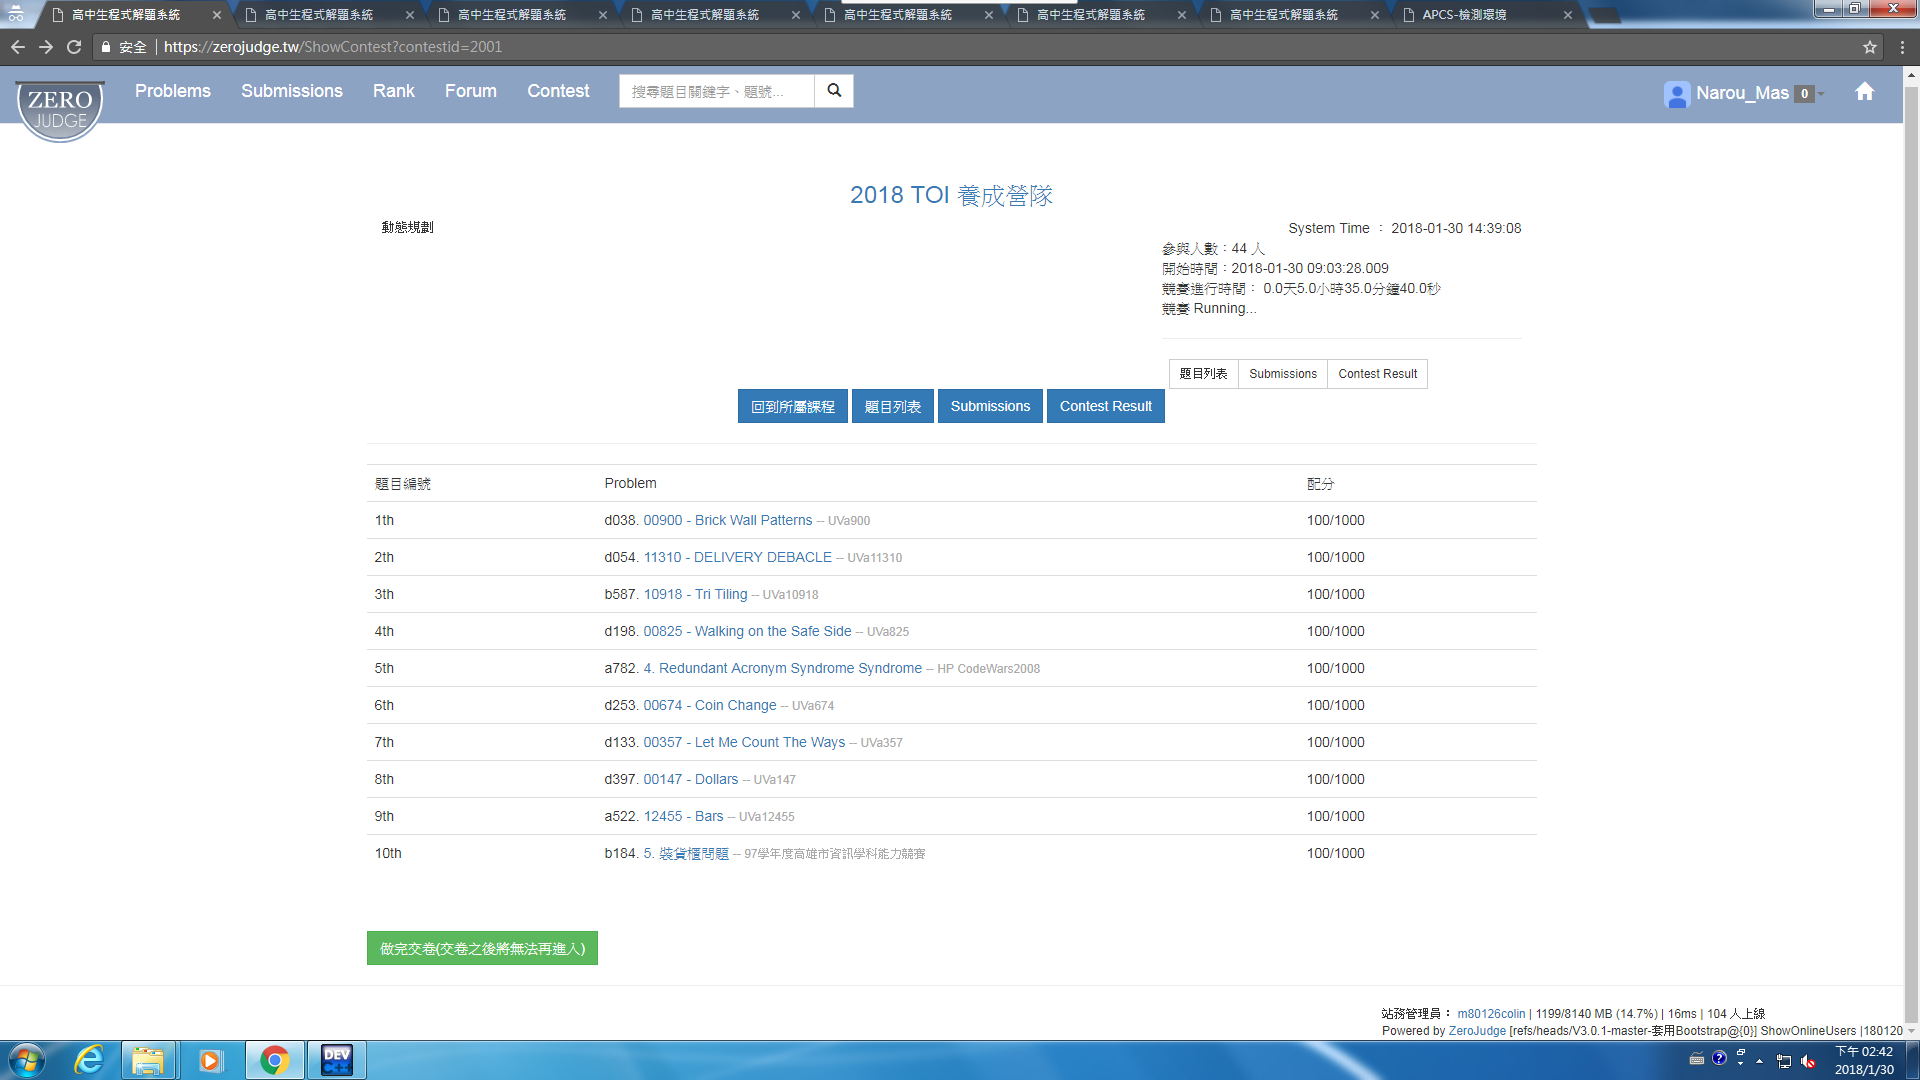 高中生程式解題系統
高中生程式解題系統
高中生程式解題系統
高中生程式解題系統
高中生程式解題系統
高中生程式解題系統
高中生程式解題系統
APCS-檢測環境
安全 | https://zerojudge.tw/ShowContest?contestid=2001
ZERO
JUDGE
Problems
Submissions
Rank
Forum
Contest
搜尋題目關鍵字、題號...
Narou_Mas 0
2018 TOI 養成營隊
動態規劃
System Time ： 2018-01-30 14:39:08
參與人數：44 人
開始時間：2018-01-30 09:03:28.009
競賽進行時間： 0.0天5.0小時35.0分鐘40.0秒
競賽 Running...
題目列表 Submissions Contest Result
回到所屬課程 題目列表 Submissions Contest Result
題目編號 Problem 配分
1th d038. 00900 - Brick Wall Patterns -- UVa900 100/1000
2th d054. 11310 - DELIVERY DEBACLE -- UVa11310 100/1000
3th b587. 10918 - Tri Tiling -- UVa10918 100/1000
4th d198. 00825 - Walking on the Safe Side -- UVa825 100/1000
5th a782. 4. Redundant Acronym Syndrome Syndrome -- HP CodeWars2008 100/1000
6th d253. 00674 - Coin Change -- UVa674 100/1000
7th d133. 00357 - Let Me Count The Ways -- UVa357 100/1000
8th d397. 00147 - Dollars -- UVa147 100/1000
9th a522. 12455 - Bars -- UVa12455 100/1000
10th b184. 5. 裝貨櫃問題 -- 97學年度高雄市資訊學科能力競賽 100/1000
做完交卷(交卷之後將無法再進入)
站務管理員： m80126colin | 1199/8140 MB (14.7%) | 16ms | 104 人上線
Powered by ZeroJudge [refs/heads/V3.0.1-master-套用Bootstrap@{0}] ShowOnlineUsers |180120
DEV
C++
下午 02:42
2018/1/30